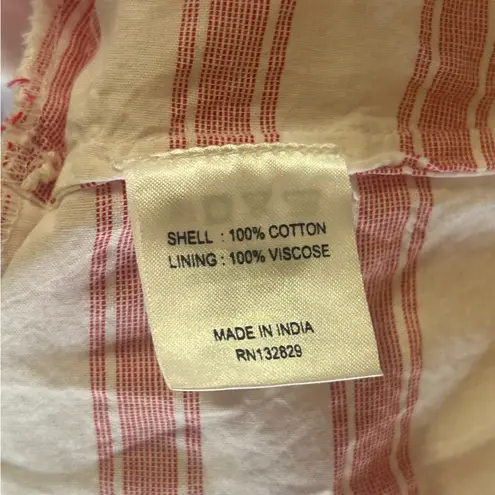 SHELL : 100% COTTON
LINING : 100% VISCOSE
MADE IN INDIA
RN132829